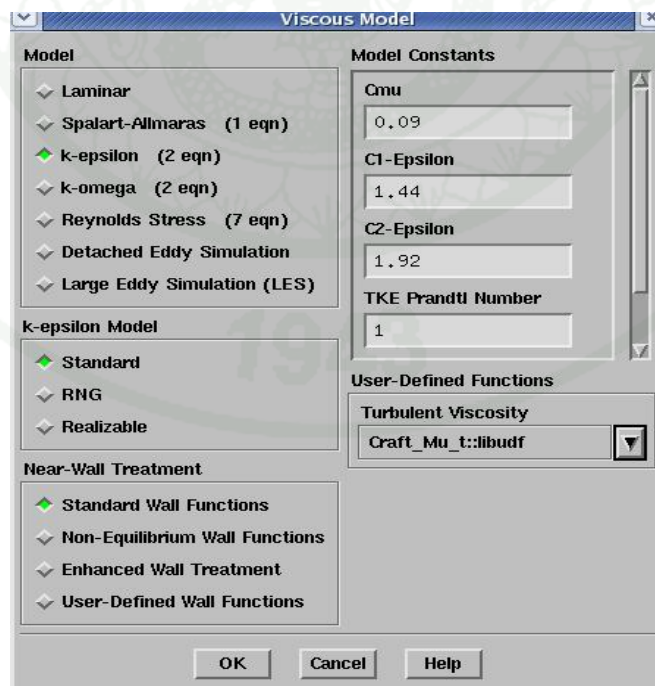 Viscous Model
Model
Laminar
Spalart-Allmaras (1 eqn)
k-epsilon (2 eqn)
k-omega (2 eqn)
Reynolds Stress (7 eqn)
Detached Eddy Simulation
Large Eddy Simulation (LES)
k-epsilon Model
Standard
RNG
Realizable
Near-Wall Treatment
Standard Wall Functions
Non-Equilibrium Wall Functions
Enhanced Wall Treatment
User-Defined Wall Functions
Model Constants
Cmu
0.09
C1-Epsilon
1.44
C2-Epsilon
1.92
TKE Prandtl Number
1
User-Defined Functions
Turbulent Viscosity
Craft_Mu_t::libudf
OK Cancel Help
1943